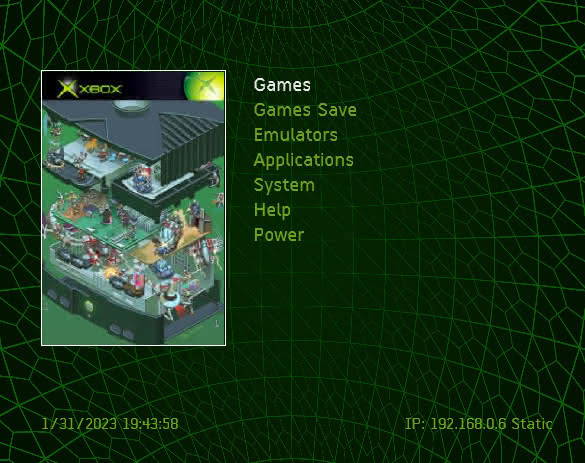 XBOX
Games
Games Save
Emulators
Applications
System
Help
Power
1/31/2023 19:43:58
IP: 192.168.0.6 Static